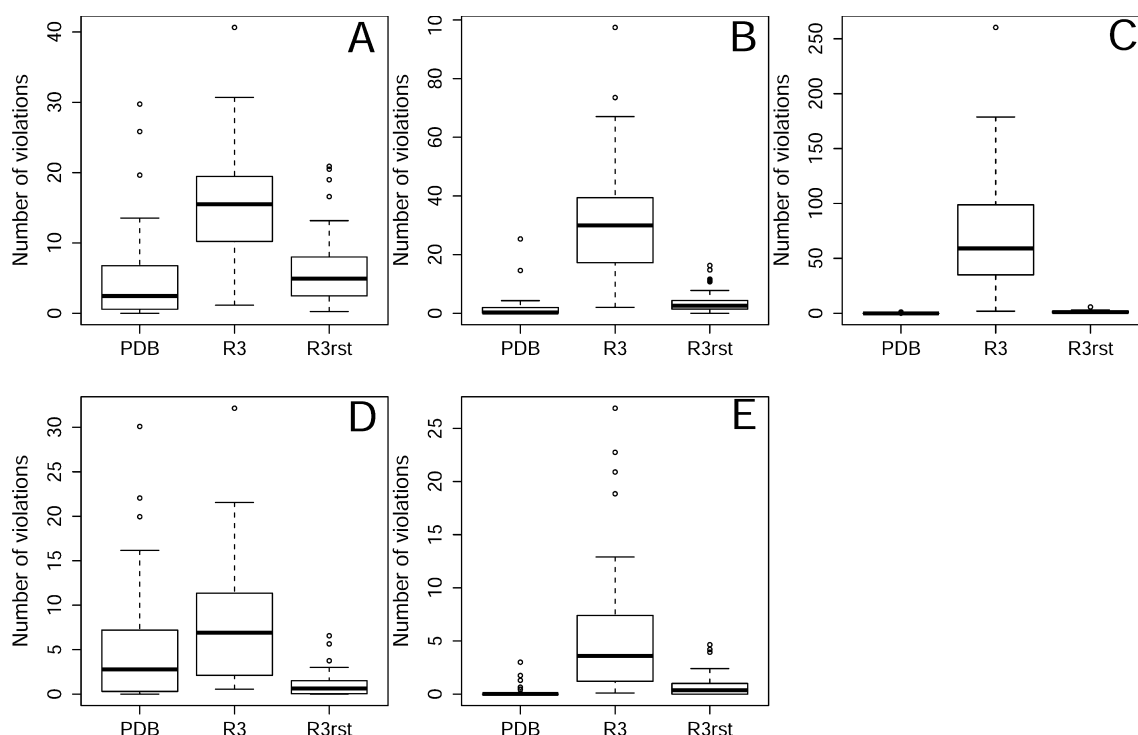 A
Number of violations
0 10 20 30 40
PDB R3 R3rst
B
Number of violations
0 20 40 60 80 10
PDB R3 R3rst
C
Number of violations
0 50 100 150 200 250
PDB R3 R3rst
D
Number of violations
0 5 10 15 20 25 30
PDB R3 R3rst
E
Number of violations
0 5 10 15 20 25
PDB R3 R3rst